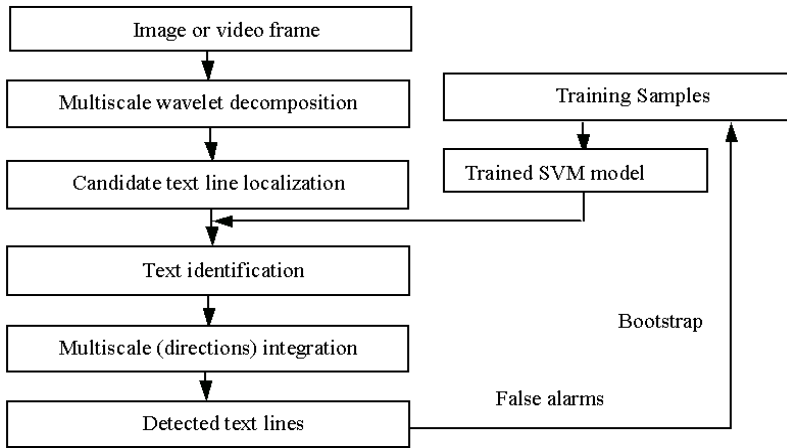 Image or video frame
Multiscale wavelet decomposition
Training Samples
Candidate text line localization
Trained SVM model
Text identification
Bootstrap
Multiscale (directions) integration
False alarms
Detected text lines